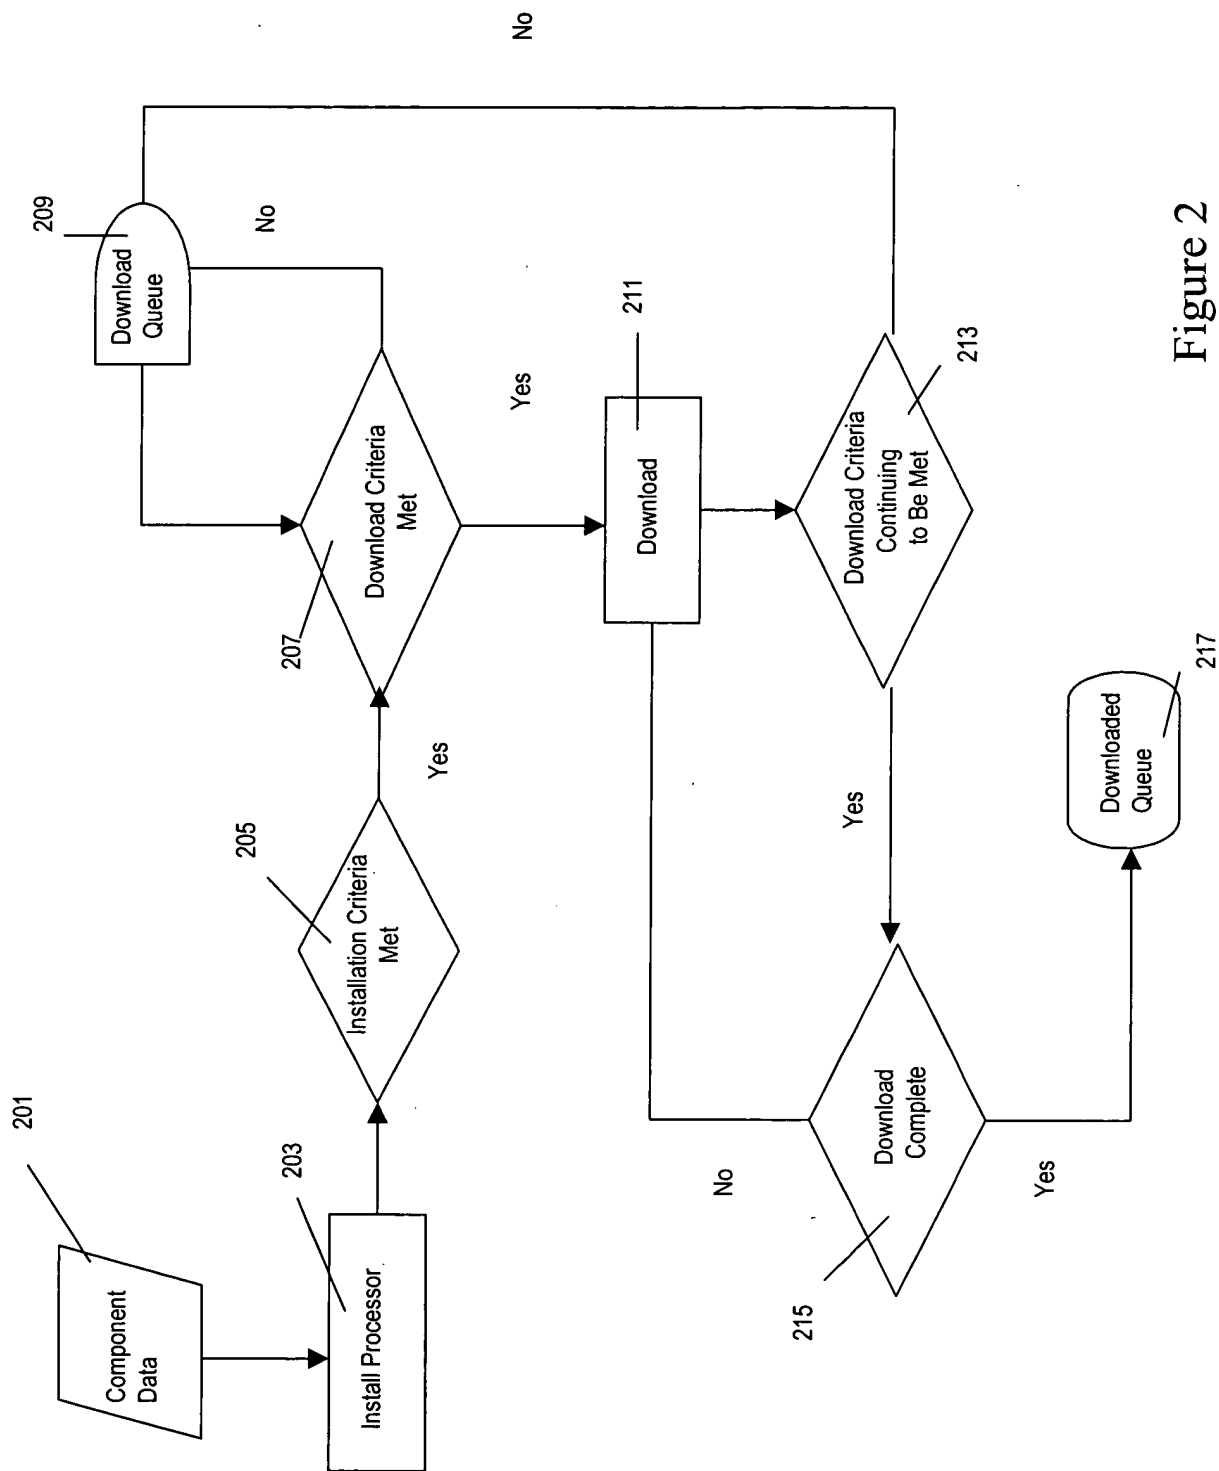 201
Component
Data
203
Install Processor
205
Installation Criteria
Met
Yes
207
Download Criteria
Met
209
Download
Queue
No
No
Yes
211
Download
213
Download Criteria
Continuing
to Be Met
Yes
No
215
Download
Complete
Yes
217
Downloaded
Queue
Figure 2